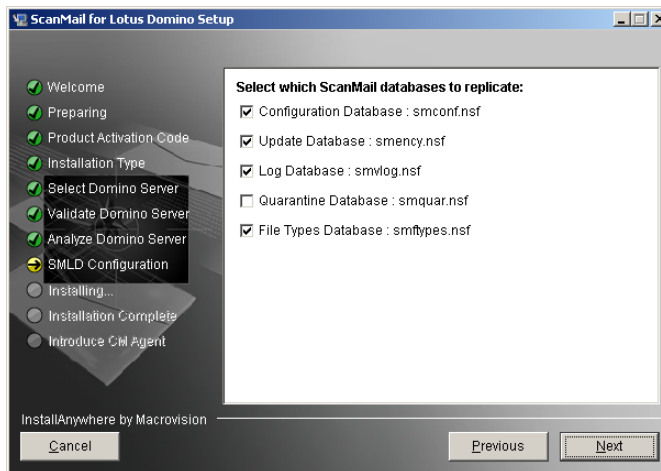 ScanMail for Lotus Domino Setup
Welcome
Preparing
Product Activation Code
Installation Type
Select Domino Server
Validate Domino Server
Analyze Domino Server
SMLD Configuration
Installing...
Installation Complete
Introduce CM Agent
Select which ScanMail databases to replicate:
Configuration Database : smconf.nsf
Update Database : smency.nsf
Log Database : smvlog.nsf
Quarantine Database : smquar.nsf
File Types Database : smftypes.nsf
InstallAnywhere by Macrovision
Cancel
Previous
Next